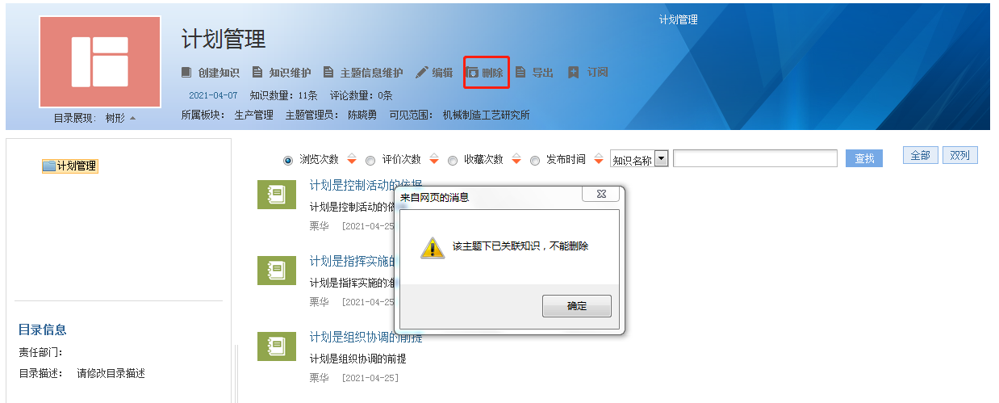 计划管理
计划管理
创建知识 知识维护 主题信息维护 编辑 删除 导出 订阅
2021-04-07 知识数量：11条 评论数量：0条
目录展现： 树形
所属板块： 生产管理 主题管理员： 陈晓勇 可见范围： 机械制造工艺研究所
计划管理
浏览次数 评价次数 收藏次数 发布时间 知识名称 查找 全部 双列
计划是控制活动的依据
计划是控制活动的依
栗华 [2021-04-25
计划是指挥实施的
计划是指挥实施的准
栗华 [2021-04-25
计划是组织协调的前提
计划是组织协调的前提
栗华 [2021-04-25]
来自网页的消息
该主题下已关联知识，不能删除
确定
目录信息
责任部门：
目录描述： 请修改目录描述